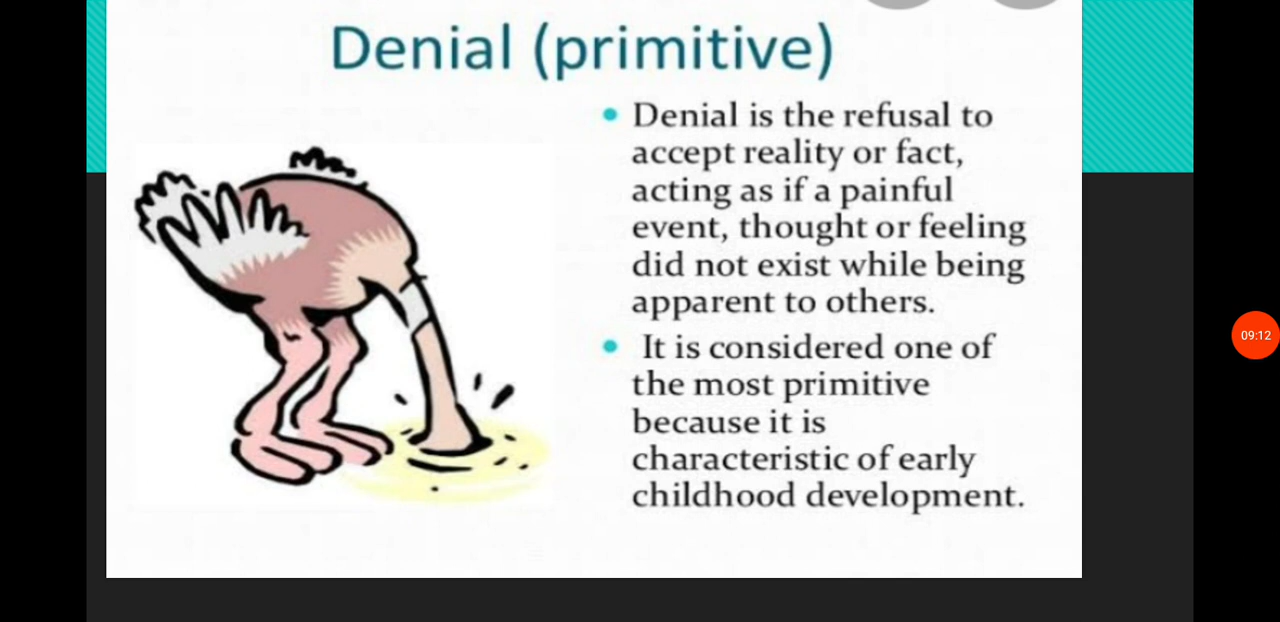 Denial (primitive)
• Denial is the refusal to
accept reality or fact,
acting as if a painful
event, thought or feeling
did not exist while being
apparent to others.
• It is considered one of
the most primitive
because it is
characteristic of early
childhood development.
09:12